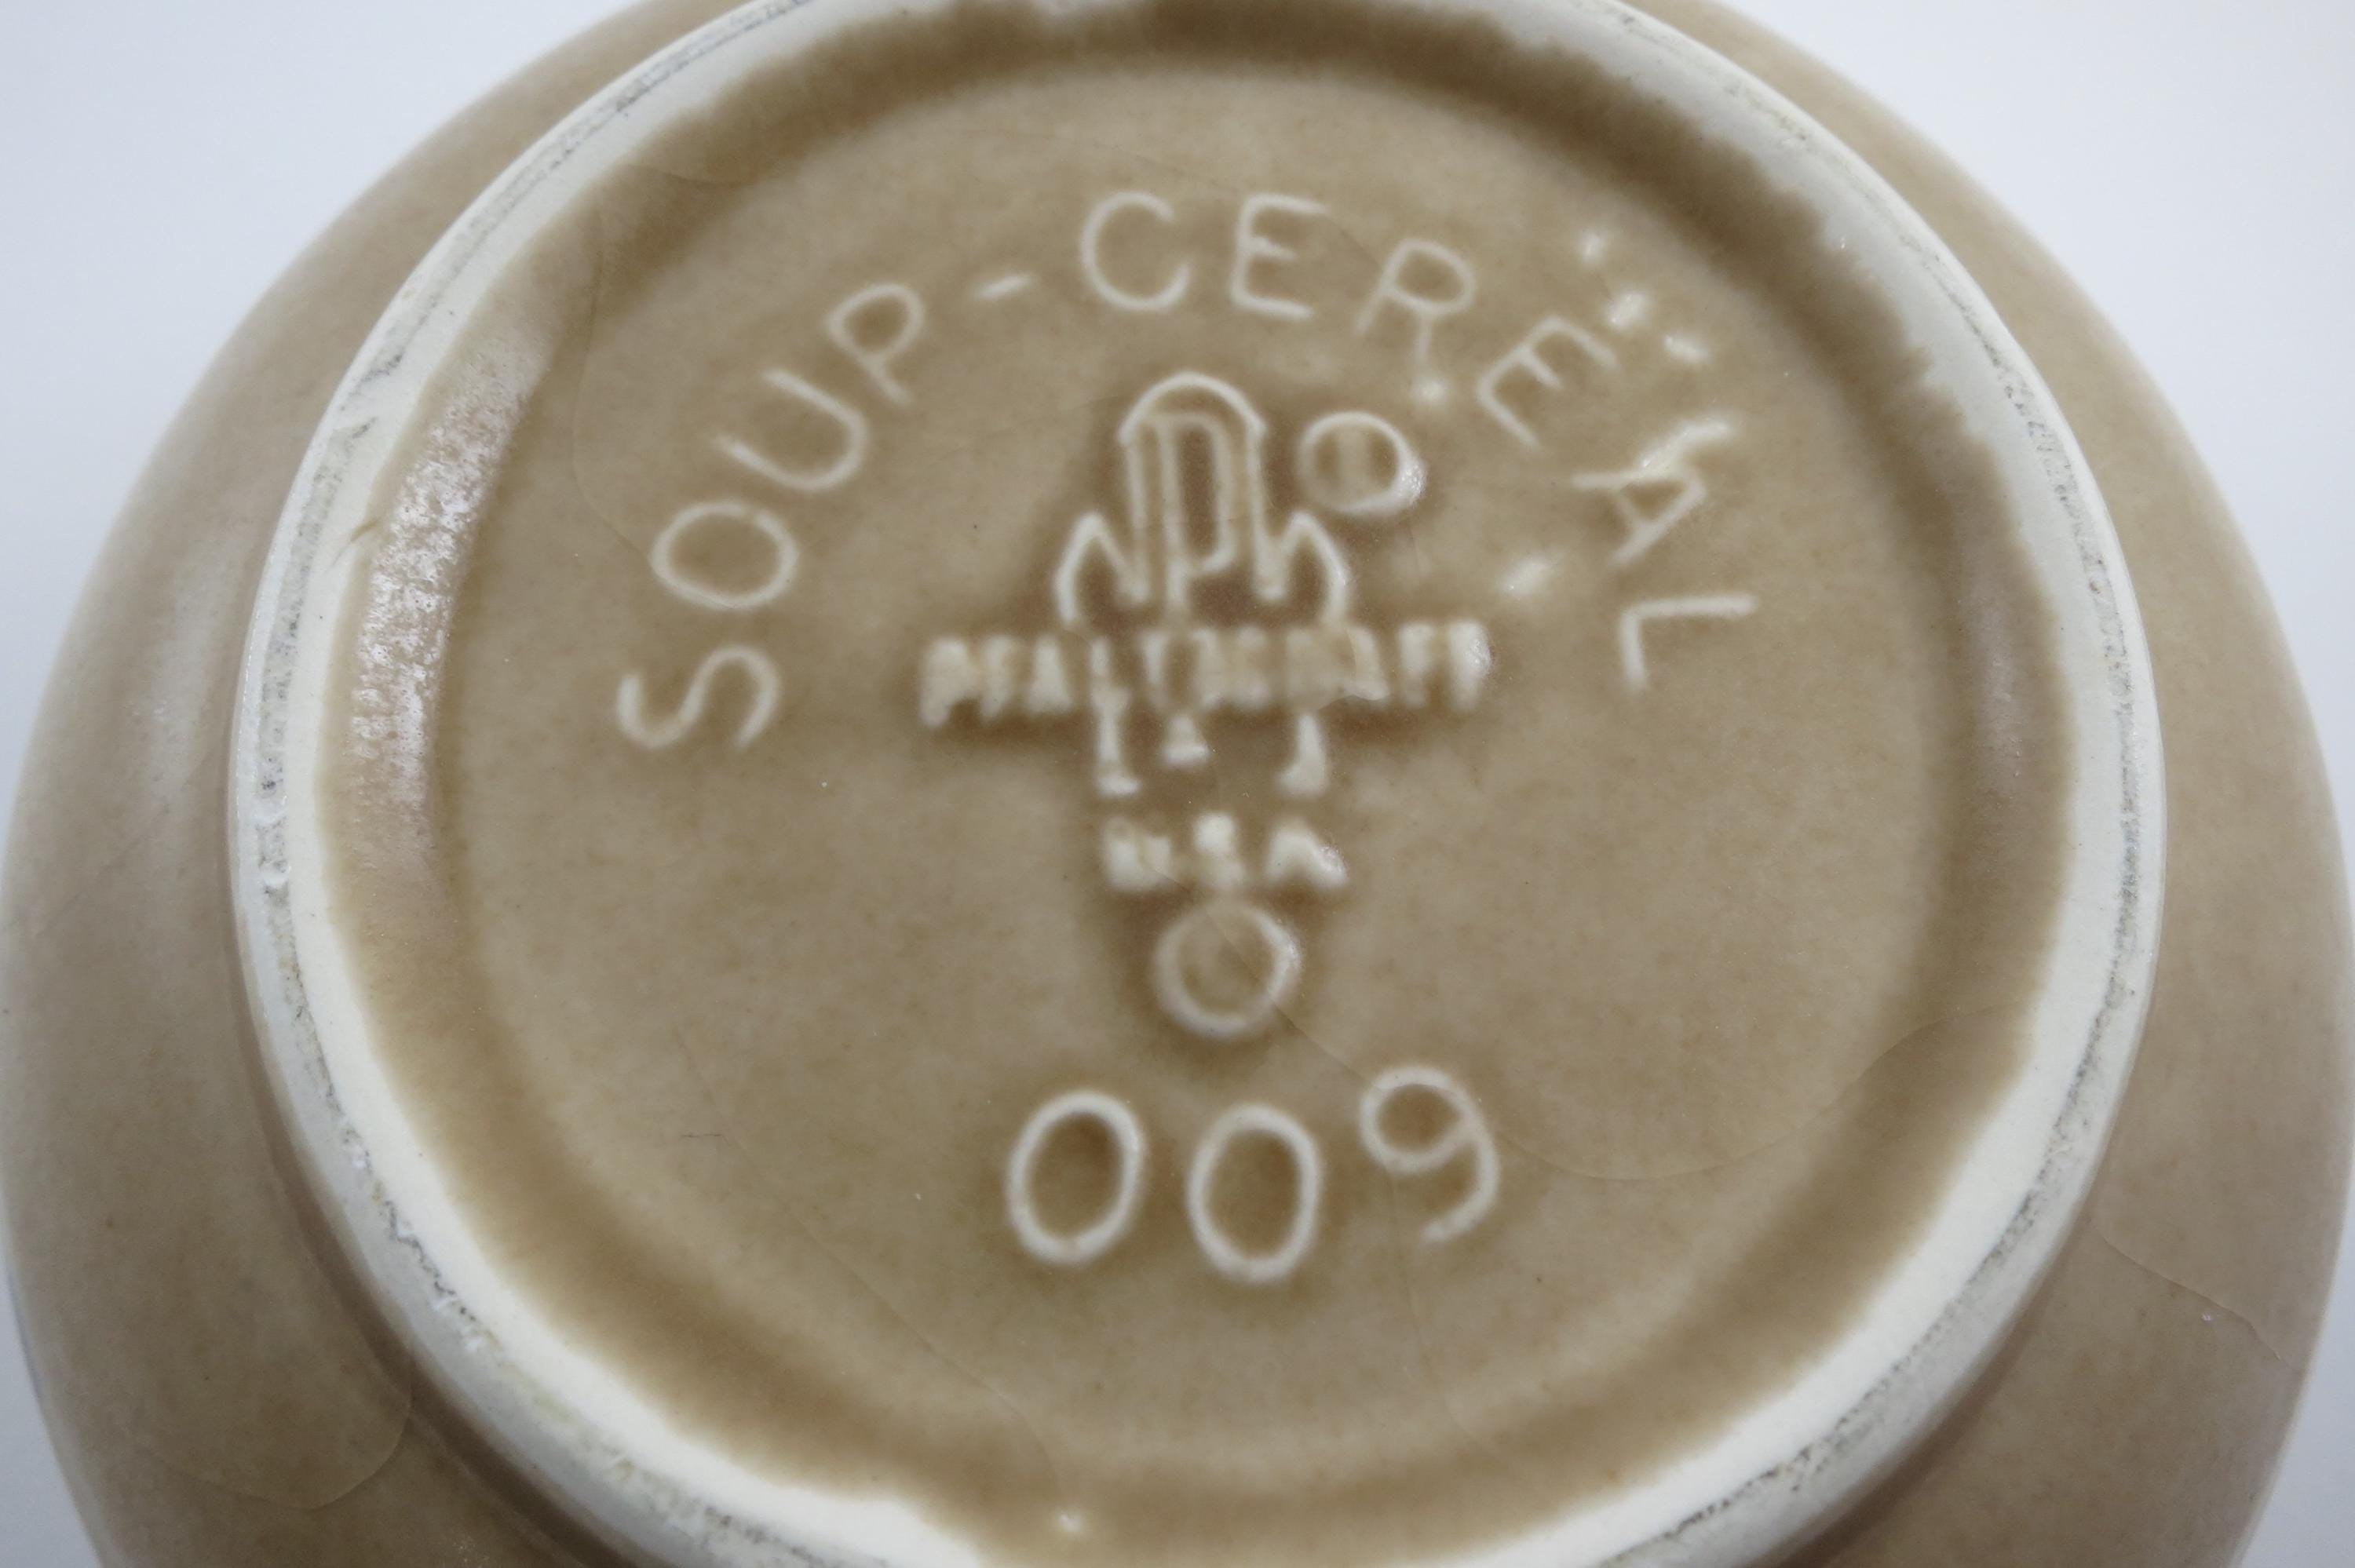 SOUP-CEREAL
P
PFALTZGRAFF
U.S.A.
009